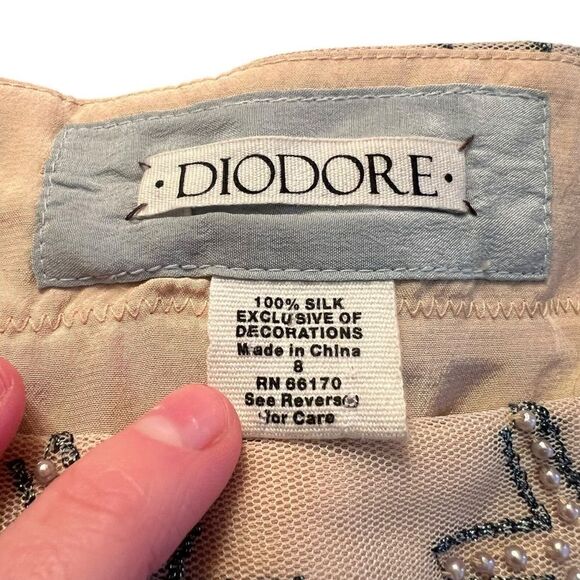 · DIODORE ·
100% SILK
EXCLUSIVE OF
DECORATIONS
Made in China
8
RN 66170
See Reverse
for Care